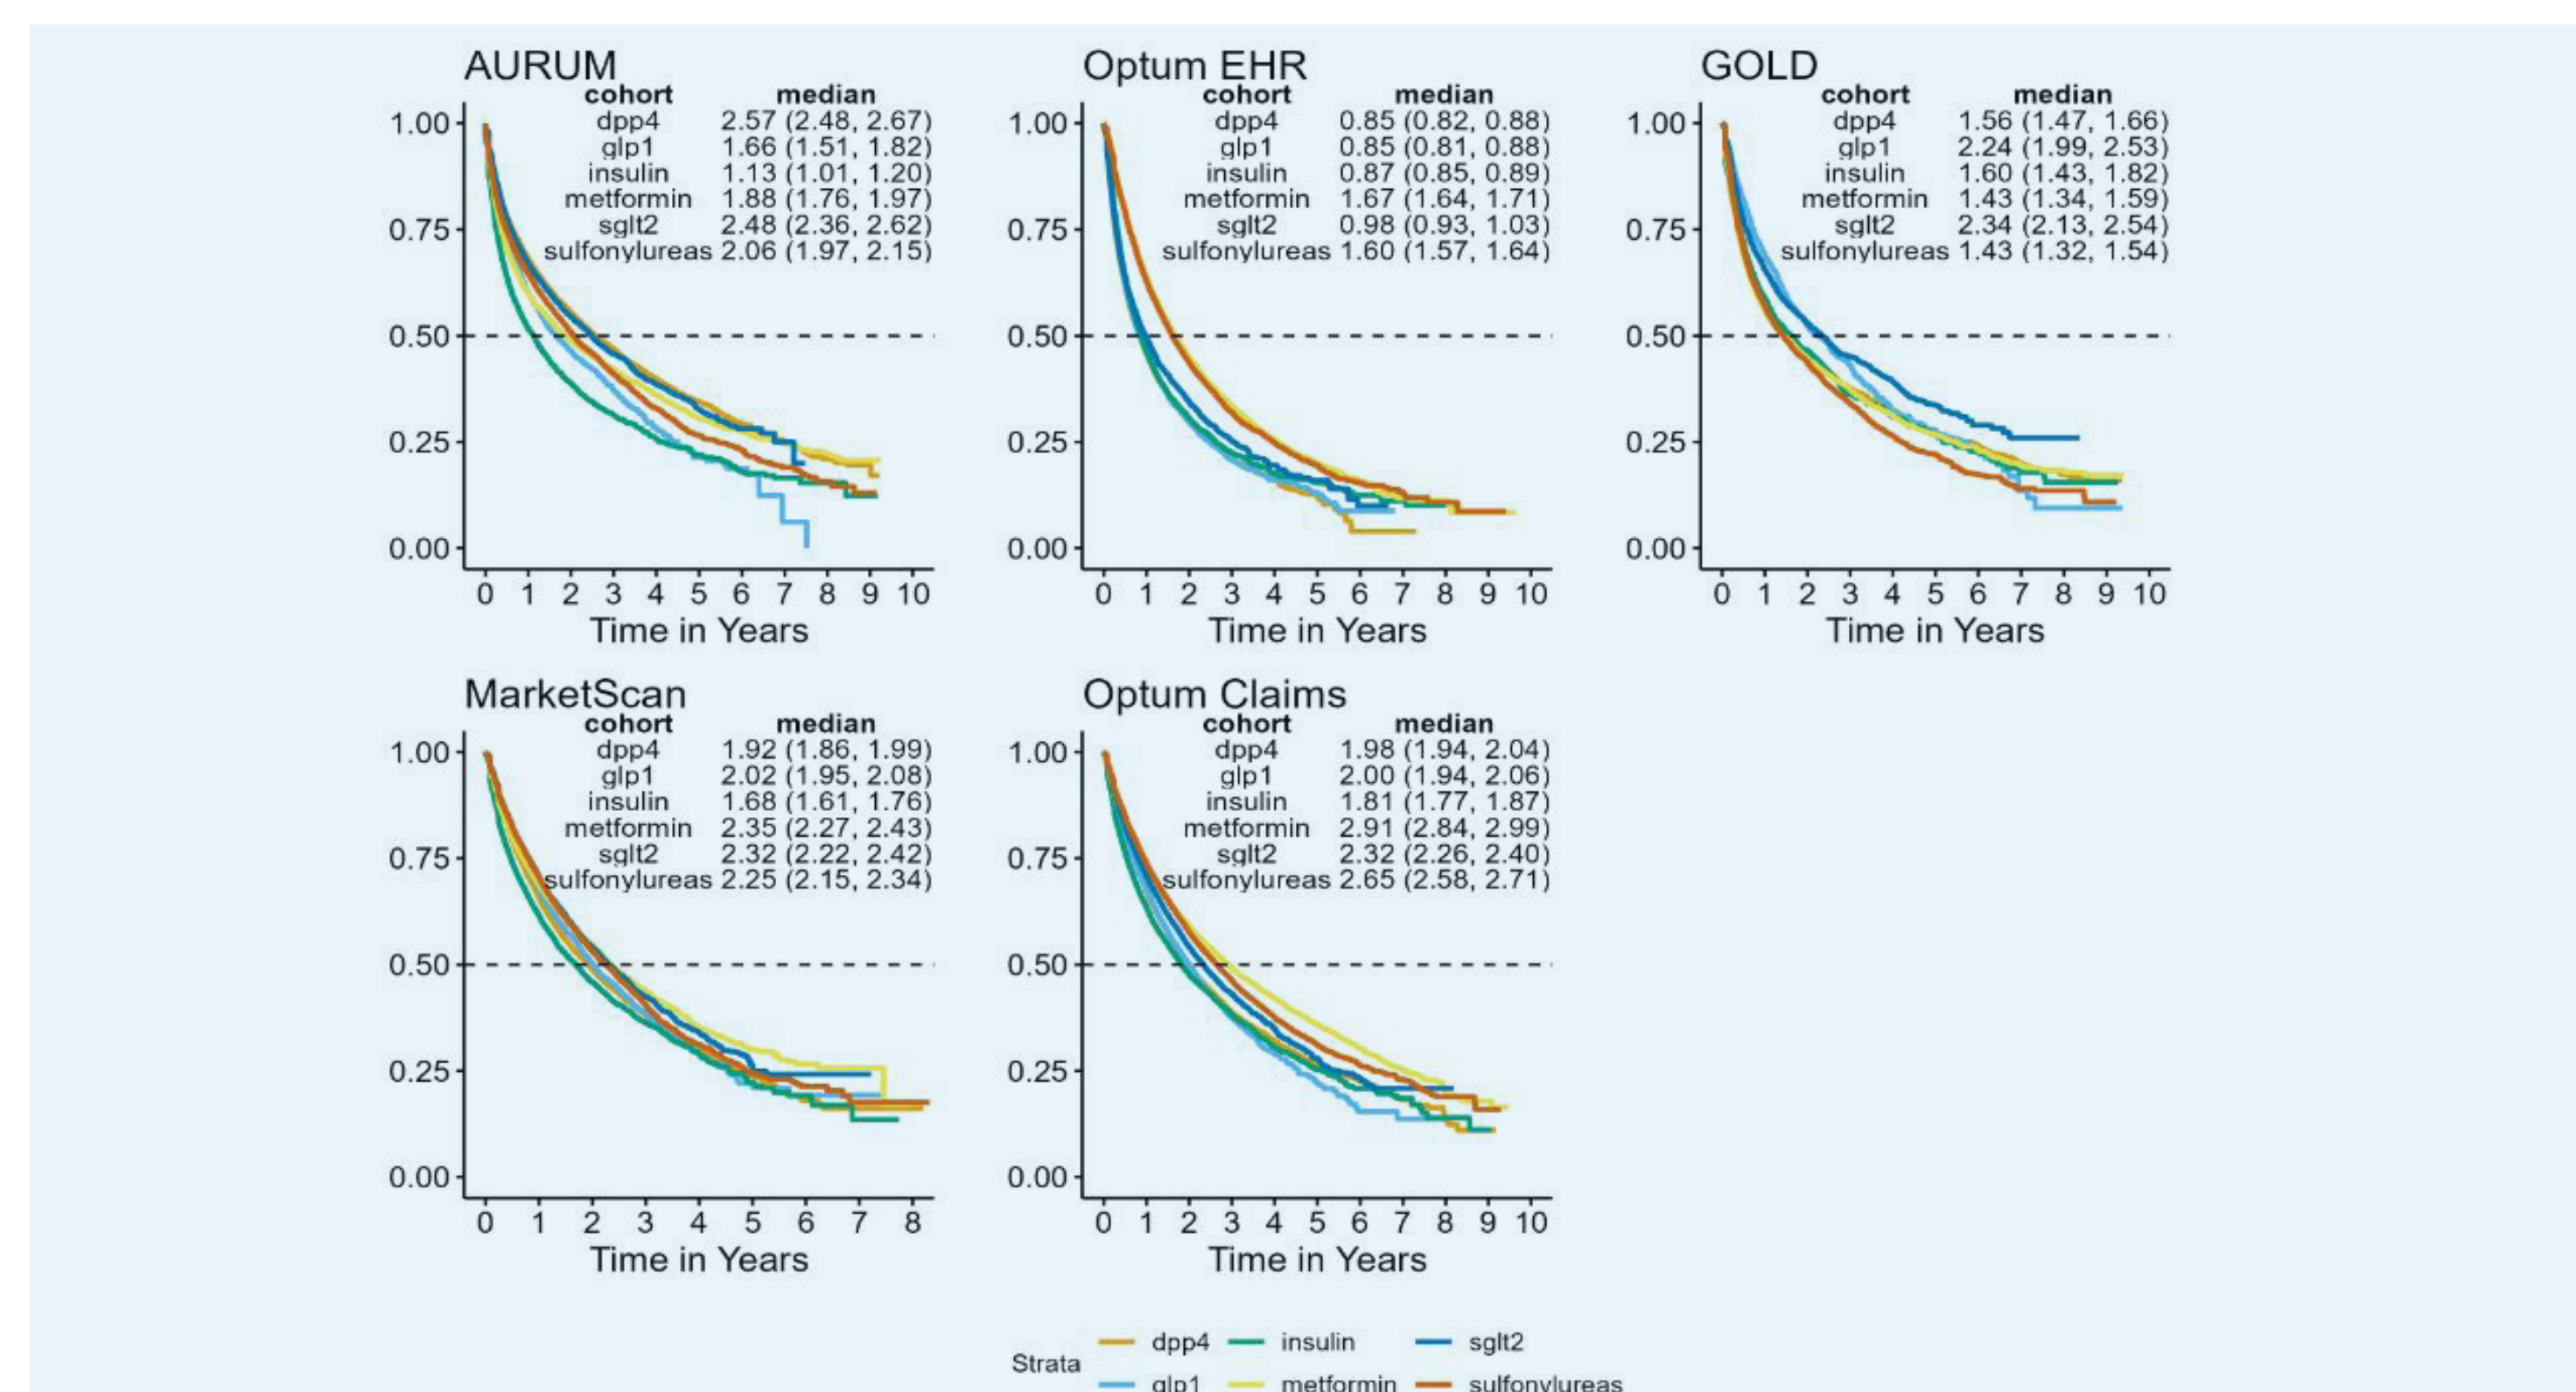 AURUM
cohort median
1.00 dpp4 2.57 (2.48, 2.67)
glp1 1.66 (1.51, 1.82)
insulin 1.13 (1.01, 1.20)
metformin 1.88 (1.76, 1.97)
0.75 sglt2 2.48 (2.36, 2.62)
sulfonylureas 2.06 (1.97, 2.15)
0.50
0.25
0.00
0 1 2 3 4 5 6 7 8 9 10
Time in Years
Optum EHR
cohort median
1.00 dpp4 0.85 (0.82, 0.88)
glp1 0.85 (0.81, 0.88)
insulin 0.87 (0.85, 0.89)
metformin 1.67 (1.64, 1.71)
0.75 sglt2 0.98 (0.93, 1.03)
sulfonylureas 1.60 (1.57, 1.64)
0.50
0.25
0.00
0 1 2 3 4 5 6 7 8 9 10
Time in Years
GOLD
cohort median
1.00 dpp4 1.56 (1.47, 1.66)
glp1 2.24 (1.99, 2.53)
insulin 1.60 (1.43, 1.82)
metformin 1.43 (1.34, 1.59)
0.75 sglt2 2.34 (2.13, 2.54)
sulfonylureas 1.43 (1.32, 1.54)
0.50
0.25
0.00
0 1 2 3 4 5 6 7 8 9 10
Time in Years
MarketScan
cohort median
1.00 dpp4 1.92 (1.86, 1.99)
glp1 2.02 (1.95, 2.08)
insulin 1.68 (1.61, 1.76)
metformin 2.35 (2.27, 2.43)
0.75 sglt2 2.32 (2.22, 2.42)
sulfonylureas 2.25 (2.15, 2.34)
0.50
0.25
0.00
0 1 2 3 4 5 6 7 8
Time in Years
Optum Claims
cohort median
1.00 dpp4 1.98 (1.94, 2.04)
glp1 2.00 (1.94, 2.06)
insulin 1.81 (1.77, 1.87)
metformin 2.91 (2.84, 2.99)
0.75 sglt2 2.32 (2.26, 2.40)
sulfonylureas 2.65 (2.58, 2.71)
0.50
0.25
0.00
0 1 2 3 4 5 6 7 8 9 10
Time in Years
Strata
dpp4 insulin sglt2
glp1 metformin sulfonylureas